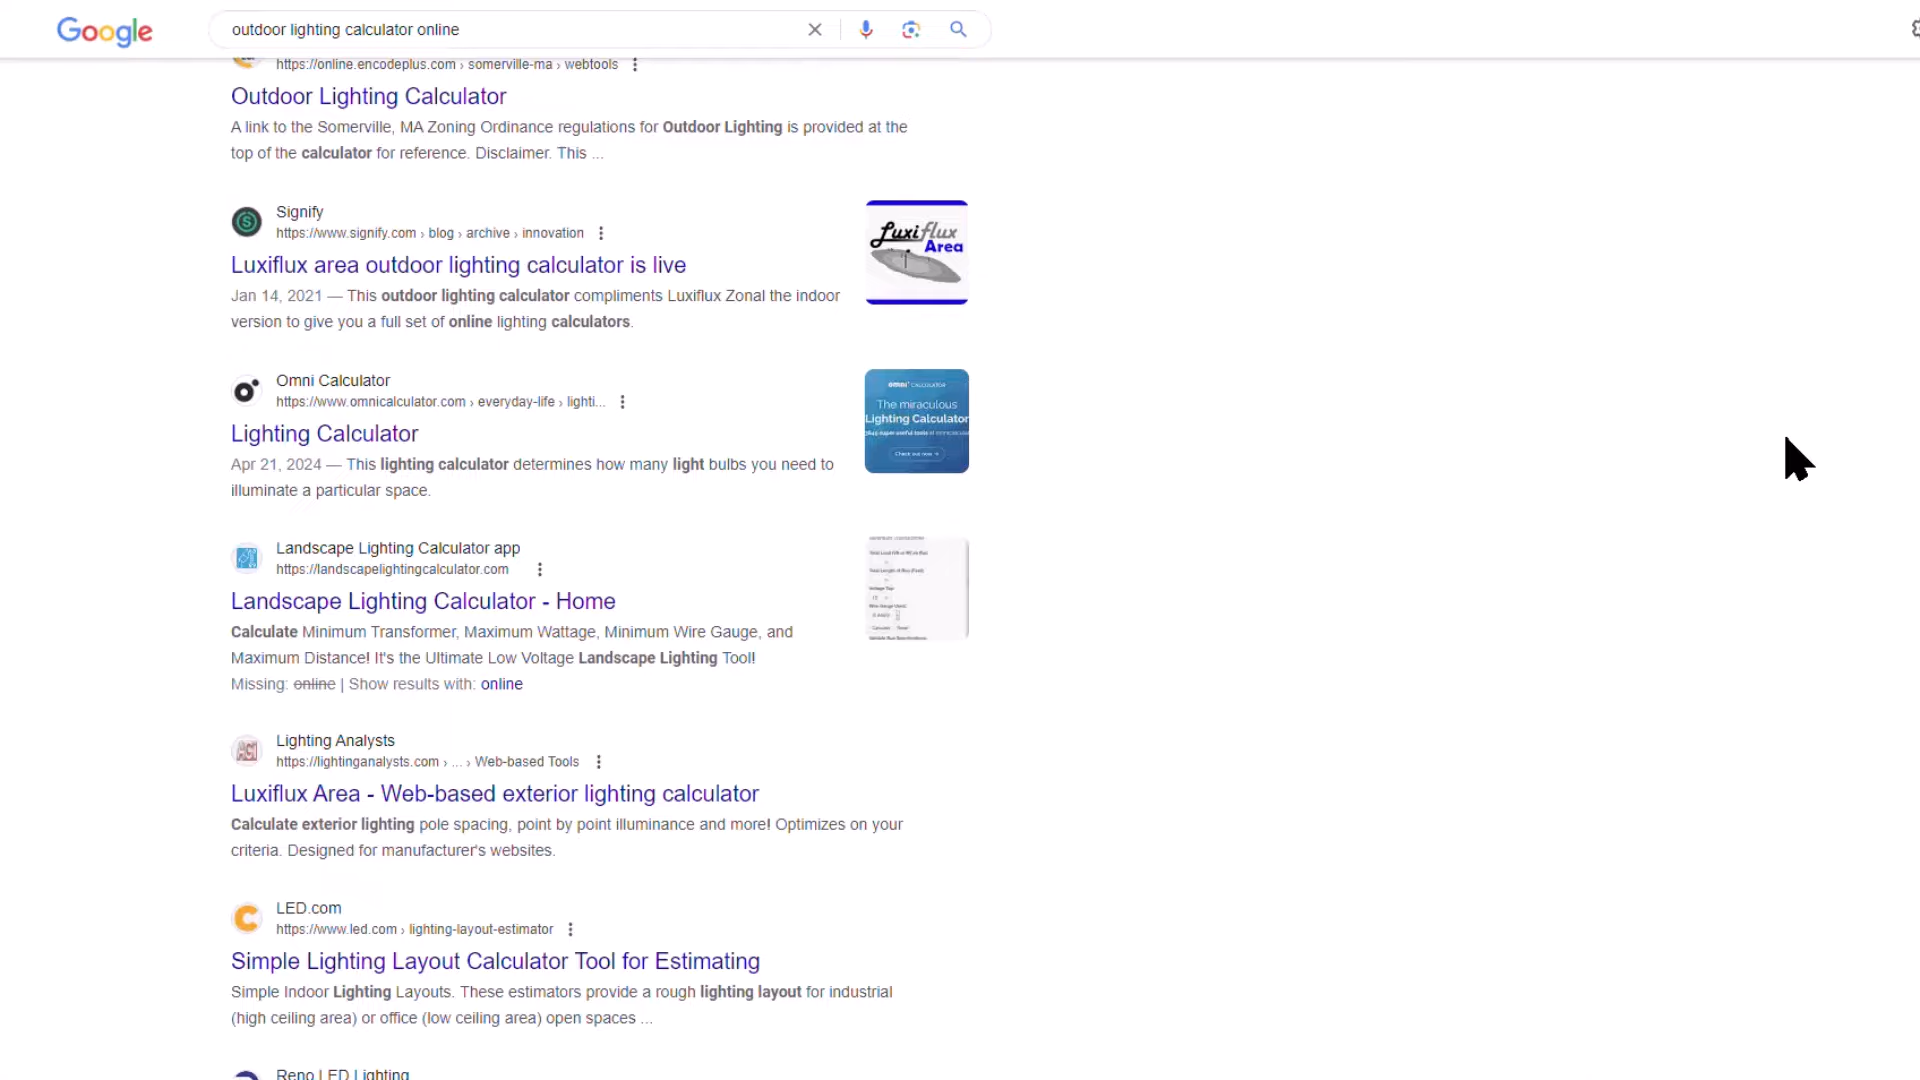 Google
outdoor lighting calculator online
https://online.encodeplus.com › somerville-ma › webtools
Outdoor Lighting Calculator
A link to the Somerville, MA Zoning Ordinance regulations for Outdoor Lighting is provided at the
top of the calculator for reference. Disclaimer. This ...
Signify
https://www.signify.com › blog › archive › innovation
Luxiflux area outdoor lighting calculator is live
Jan 14, 2021 — This outdoor lighting calculator compliments Luxiflux Zonal the indoor
version to give you a full set of online lighting calculators.
Luxiflux
Area
Omni Calculator
https://www.omnicalculator.com › everyday-life › lighti...
Lighting Calculator
Apr 21, 2024 — This lighting calculator determines how many light bulbs you need to
illuminate a particular space.
OMNI CALCULATOR
The miraculous
Lighting Calculator
Check out now →
Landscape Lighting Calculator app
https://landscapelightingcalculator.com
Landscape Lighting Calculator - Home
Calculate Minimum Transformer, Maximum Wattage, Minimum Wire Gauge, and
Maximum Distance! It's the Ultimate Low Voltage Landscape Lighting Tool!
Missing: online | Show results with: online
AGI
Lighting Analysts
https://lightinganalysts.com › ... › Web-based Tools
Luxiflux Area - Web-based exterior lighting calculator
Calculate exterior lighting pole spacing, point by point illuminance and more! Optimizes on your
criteria. Designed for manufacturer's websites.
LED.com
https://www.led.com › lighting-layout-estimator
Simple Lighting Layout Calculator Tool for Estimating
Simple Indoor Lighting Layouts. These estimators provide a rough lighting layout for industrial
(high ceiling area) or office (low ceiling area) open spaces ...
Reno LED Lighting